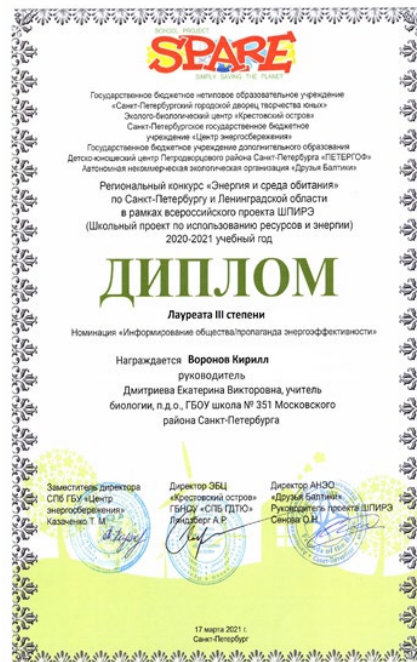 SCHOOL PROJECT
SPARE
SIMPLY SAVING THE PLANET
Государственное бюджетное нетиповое образовательное учреждение
«Санкт-Петербургский городской дворец творчества юных»
Эколого-биологический центр «Крестовский остров»
Санкт-Петербургское государственное бюджетное
учреждение «Центр энергосбережения»
Государственное бюджетное учреждение дополнительного образования
Детско-юношеский центр Петродворцового района Санкт-Петербурга «ПЕТЕРГОФ»
Автономная некоммерческая экологическая организация «Друзья Балтики»
Региональный конкурс «Энергия и среда обитания»
по Санкт-Петербургу и Ленинградской области
в рамках всероссийского проекта ШПИРЭ
(Школьный проект по использованию ресурсов и энергии)
2020-2021 учебный год
ДИПЛОМ
Лауреата III степени
Номинация «Информирование общества/пропаганда энергоэффективности»
Награждается Воронов Кирилл
руководитель
Дмитриева Екатерина Викторовна, учитель
биологии, п.д.о., ГБОУ школа № 351 Московского
района Санкт-Петербурга
Заместитель директора
СПб ГБУ «Центр
энергосбережения»
Казаченко Т. М.
Директор ЭБЦ
«Крестовский остров»
ГБНОУ «СПБ ГДТЮ»
Ляндзберг А.Р.
Директор АНЭО
«Друзья Балтики»
Руководитель проекта ШПИРЭ
Сенова О.Н.
17 марта 2021 г.
Санкт-Петербург